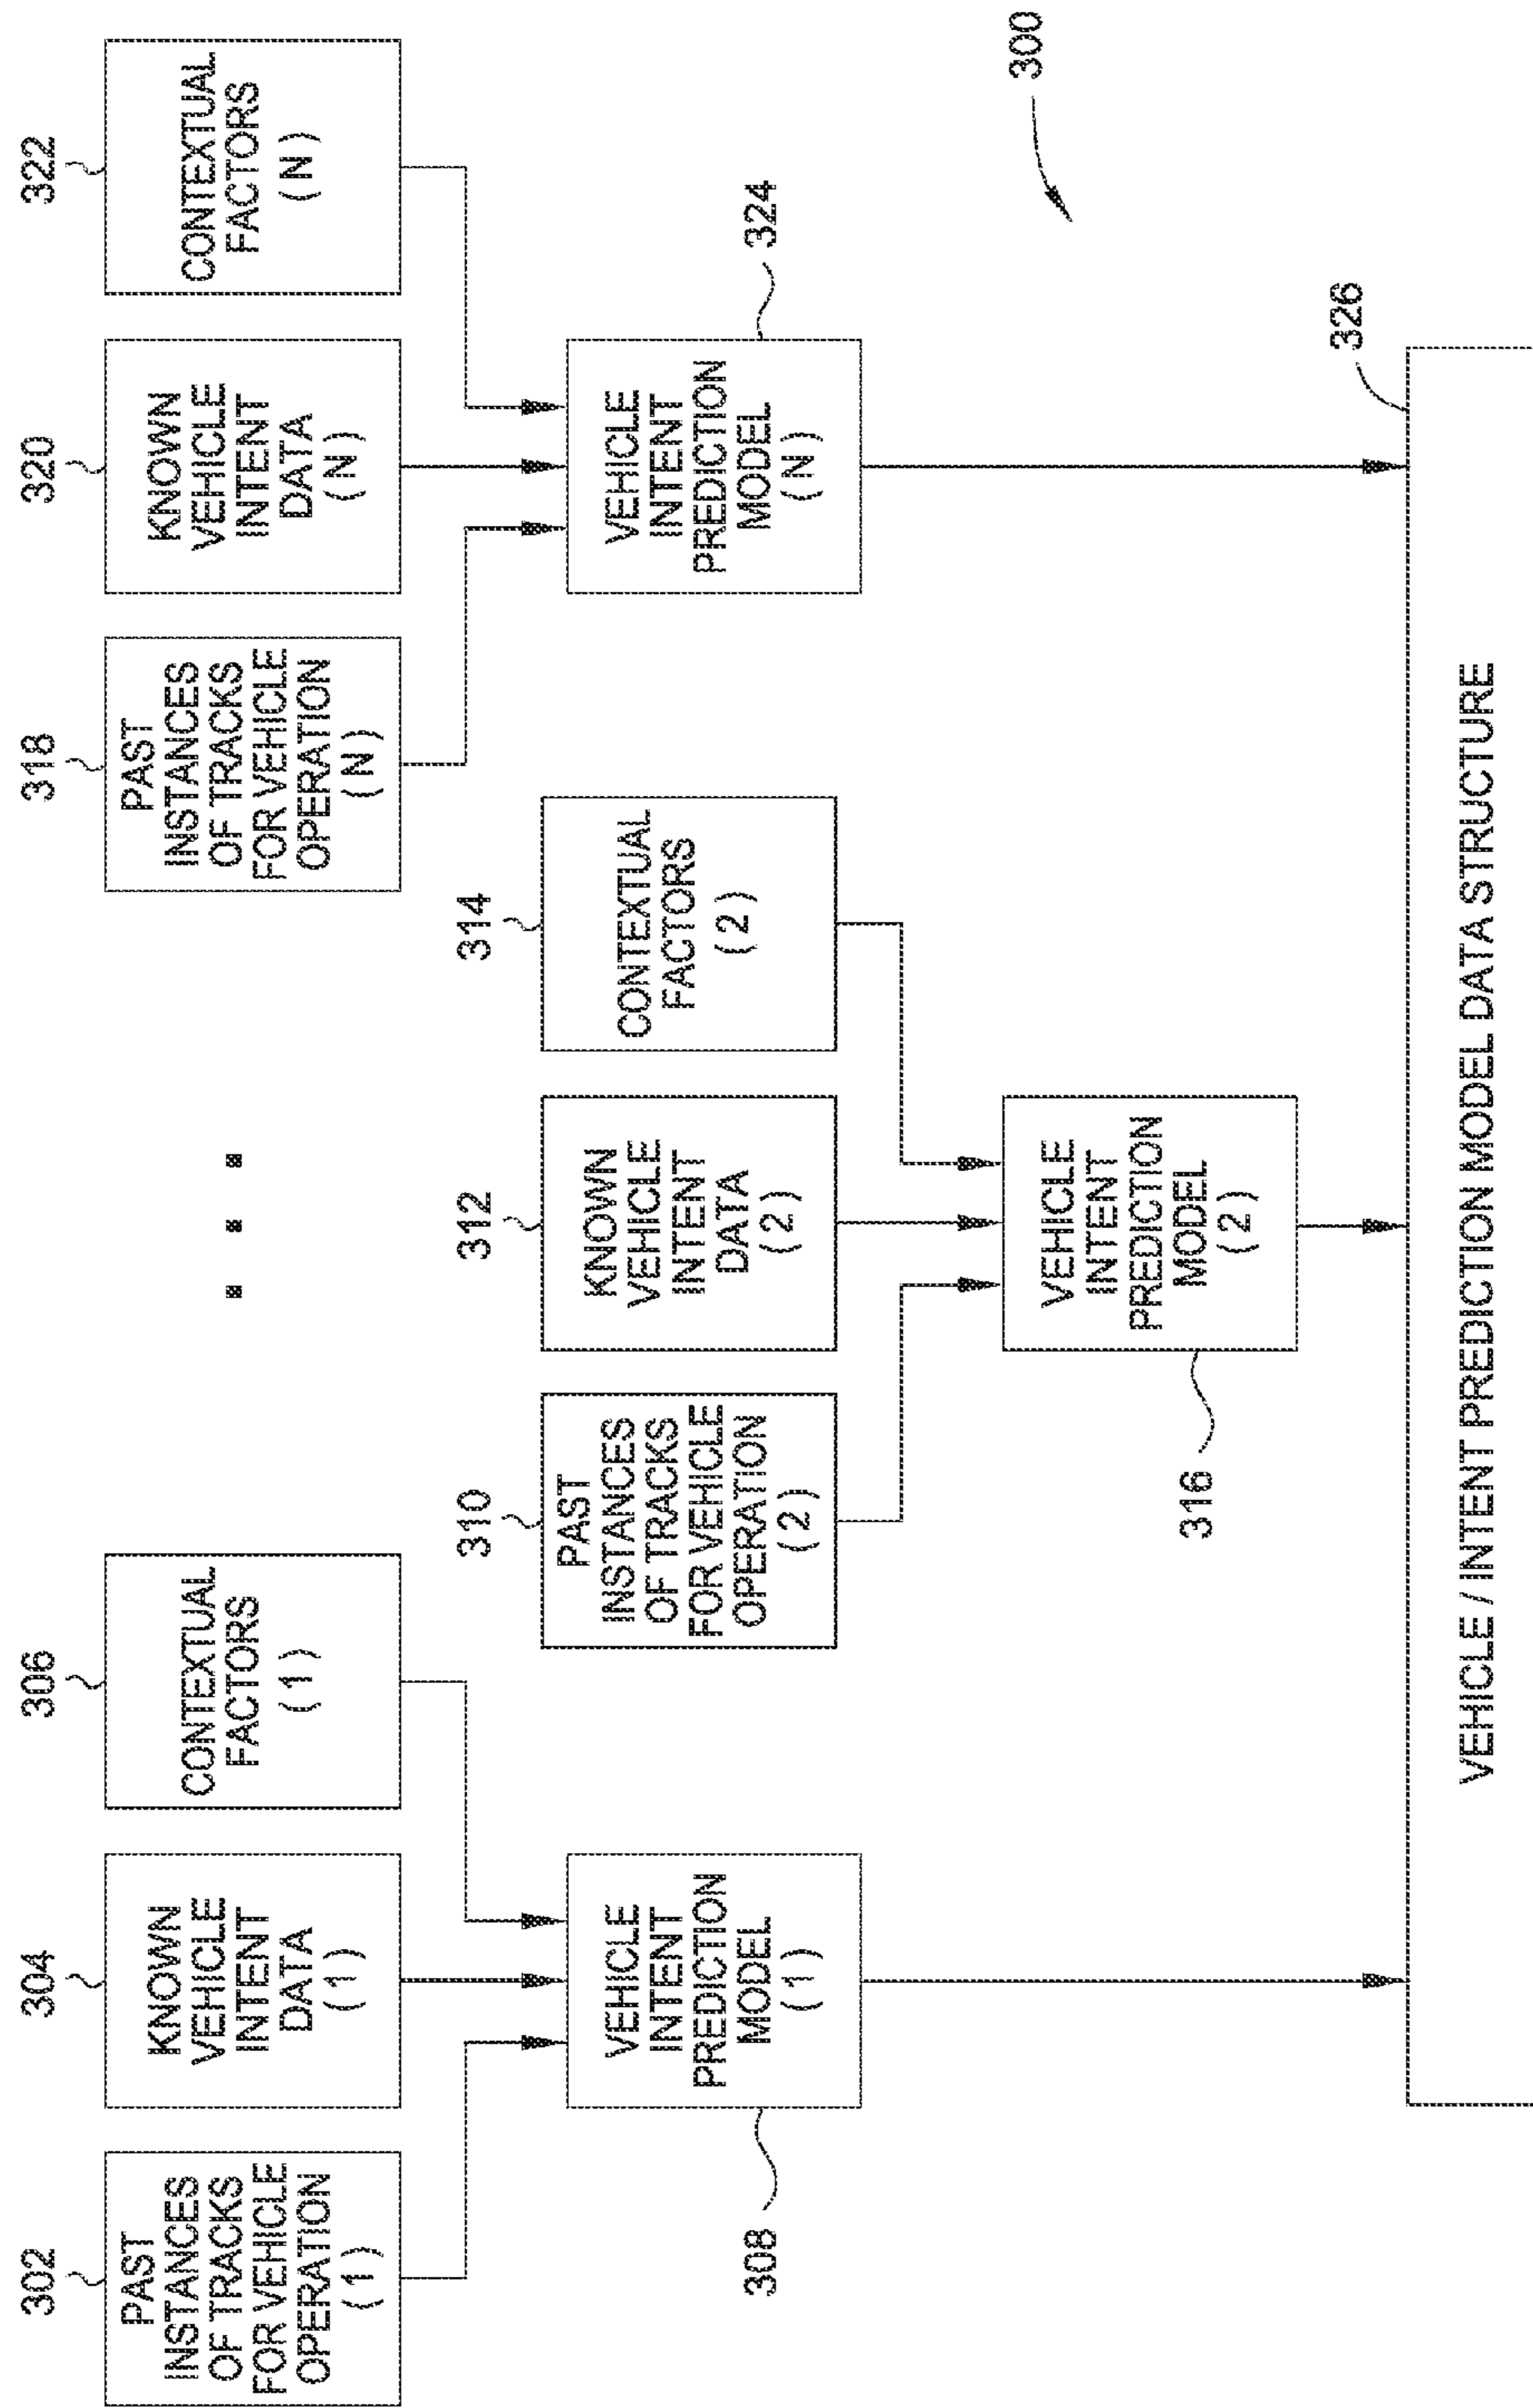 302
PAST
INSTANCES
OF TRACKS
FOR VEHICLE
OPERATION
( 1 )
304
KNOWN
VEHICLE
INTENT
DATA
( 1 )
306
CONTEXTUAL
FACTORS
( 1 )
308
VEHICLE
INTENT
PREDICTION
MODEL
( 1 )
310
PAST
INSTANCES
OF TRACKS
FOR VEHICLE
OPERATION
( 2 )
312
KNOWN
VEHICLE
INTENT
DATA
( 2 )
314
CONTEXTUAL
FACTORS
( 2 )
316
VEHICLE
INTENT
PREDICTION
MODEL
( 2 )
. . .
318
PAST
INSTANCES
OF TRACKS
FOR VEHICLE
OPERATION
( N )
320
KNOWN
VEHICLE
INTENT
DATA
( N )
322
CONTEXTUAL
FACTORS
( N )
324
VEHICLE
INTENT
PREDICTION
MODEL
( N )
300
326
VEHICLE / INTENT PREDICTION MODEL DATA STRUCTURE